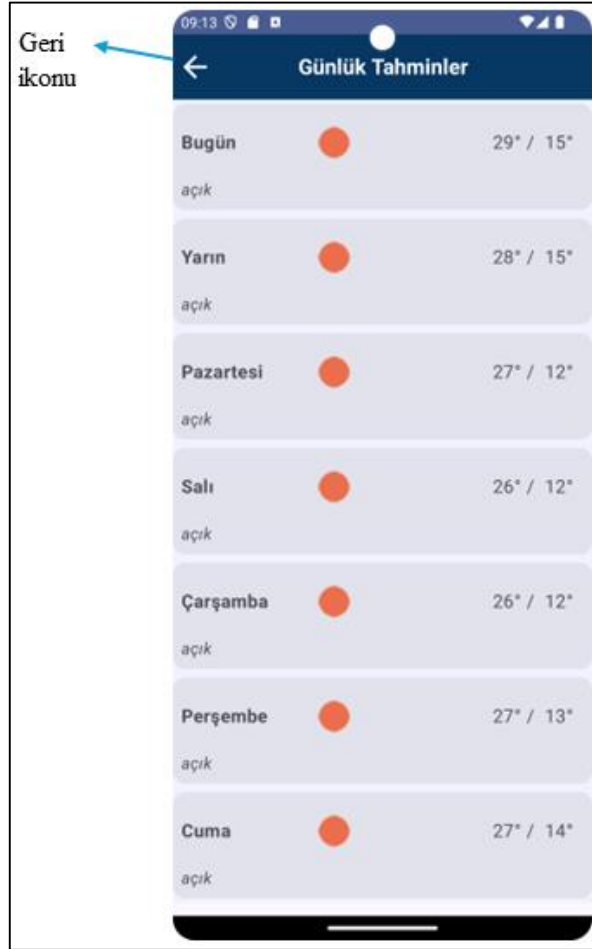 Geri
ikonu
09:13
Günlük Tahminler
Bugün 29° / 15°
açık
Yarın 28° / 15°
açık
Pazartesi 27° / 12°
açık
Salı 26° / 12°
açık
Çarşamba 26° / 12°
açık
Perşembe 27° / 13°
açık
Cuma 27° / 14°
açık